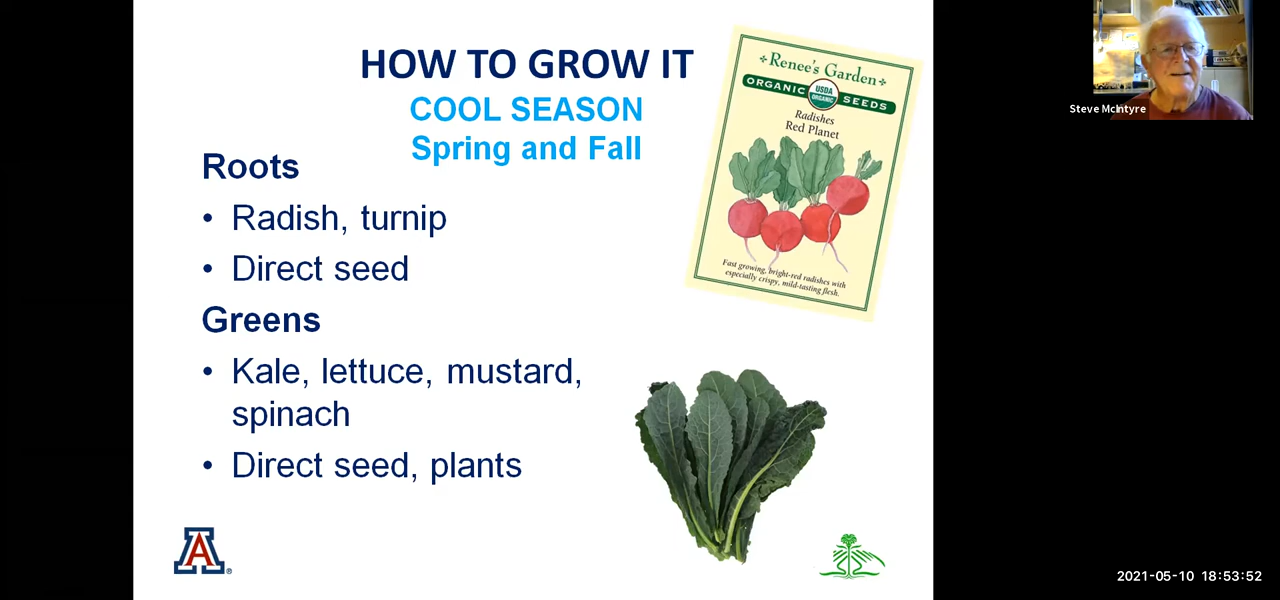 HOW TO GROW IT
COOL SEASON
Spring and Fall
Roots
• Radish, turnip
• Direct seed
Greens
• Kale, lettuce, mustard,
spinach
• Direct seed, plants
Renee's Garden
ORGANIC USDA ORGANIC SEEDS
Radishes
Red Planet
Fast growing, bright-red radishes with
especially crispy, mild-tasting flesh.
A
Steve McIntyre
2021-05-10 18:53:52